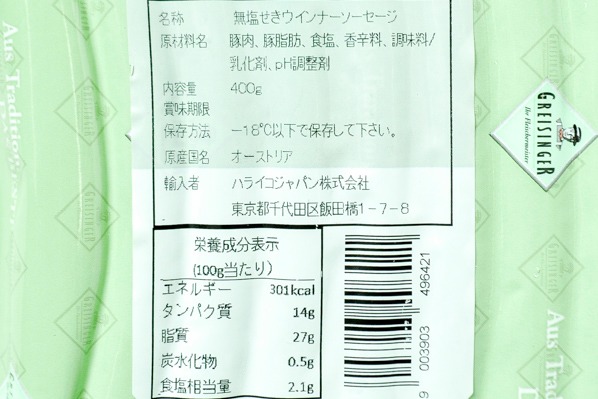 名称 無塩せきウインナーソーセージ
原材料名 豚肉、豚脂肪、食塩、香辛料、調味料/
乳化剤、pH調整剤
内容量 400g
賞味期限
保存方法 －18℃以下で保存して下さい。
原産国名 オーストリア
輸入者 ハライコジャパン株式会社
東京都千代田区飯田橋1－7－8
栄養成分表示
(100g当たり)
エネルギー 301kcal
タンパク質 14g
脂質 27g
炭水化物 0.5g
食塩相当量 2.1g
9 003903 496421
GREISINGER
Ihr Fleischermeister
Aus Tradition
GREISINGER
Aus Tradi